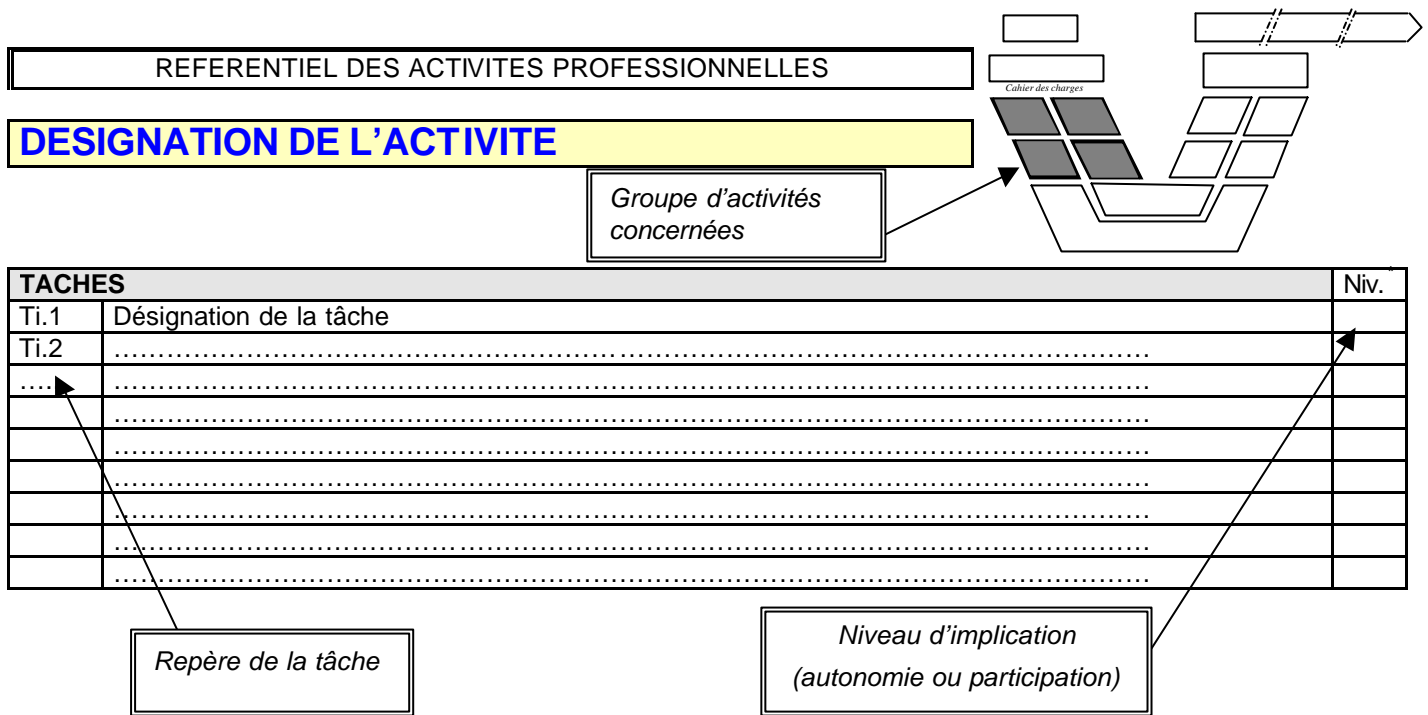 REFERENTIEL DES ACTIVITES PROFESSIONNELLES
Cahier des charges
DESIGNATION DE L'ACTIVITE
Groupe d'activités
concernées
TACHES Niv.*
Ti.1 Désignation de la tâche
Ti.2 ………………………………………………………………………………………
…. ………………………………………………………………………………………
………………………………………………………………………………………
………………………………………………………………………………………
………………………………………………………………………………………
………………………………………………………………………………………
………………………………………………………………………………………
………………………………………………………………………………………
Repère de la tâche
Niveau d'implication
(autonomie ou participation)